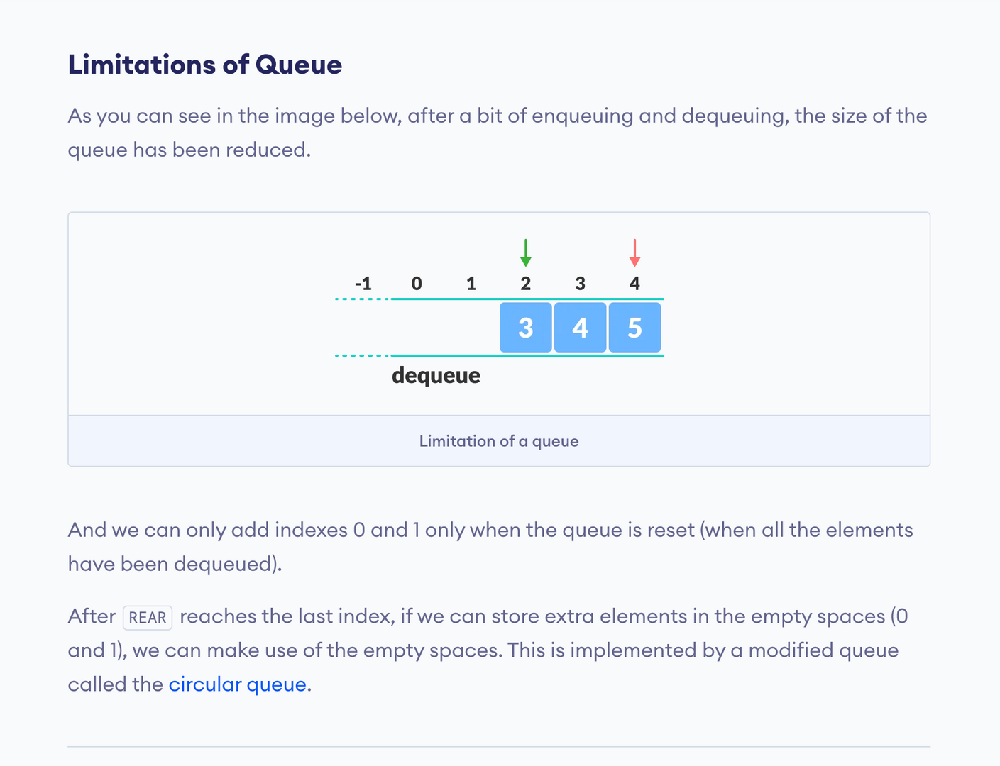 Limitations of Queue
As you can see in the image below, after a bit of enqueuing and dequeuing, the size of the
queue has been reduced.
-1 0 1 2 3 4
3 4 5
dequeue
Limitation of a queue
And we can only add indexes 0 and 1 only when the queue is reset (when all the elements
have been dequeued).
After REAR reaches the last index, if we can store extra elements in the empty spaces (0
and 1), we can make use of the empty spaces. This is implemented by a modified queue
called the circular queue.